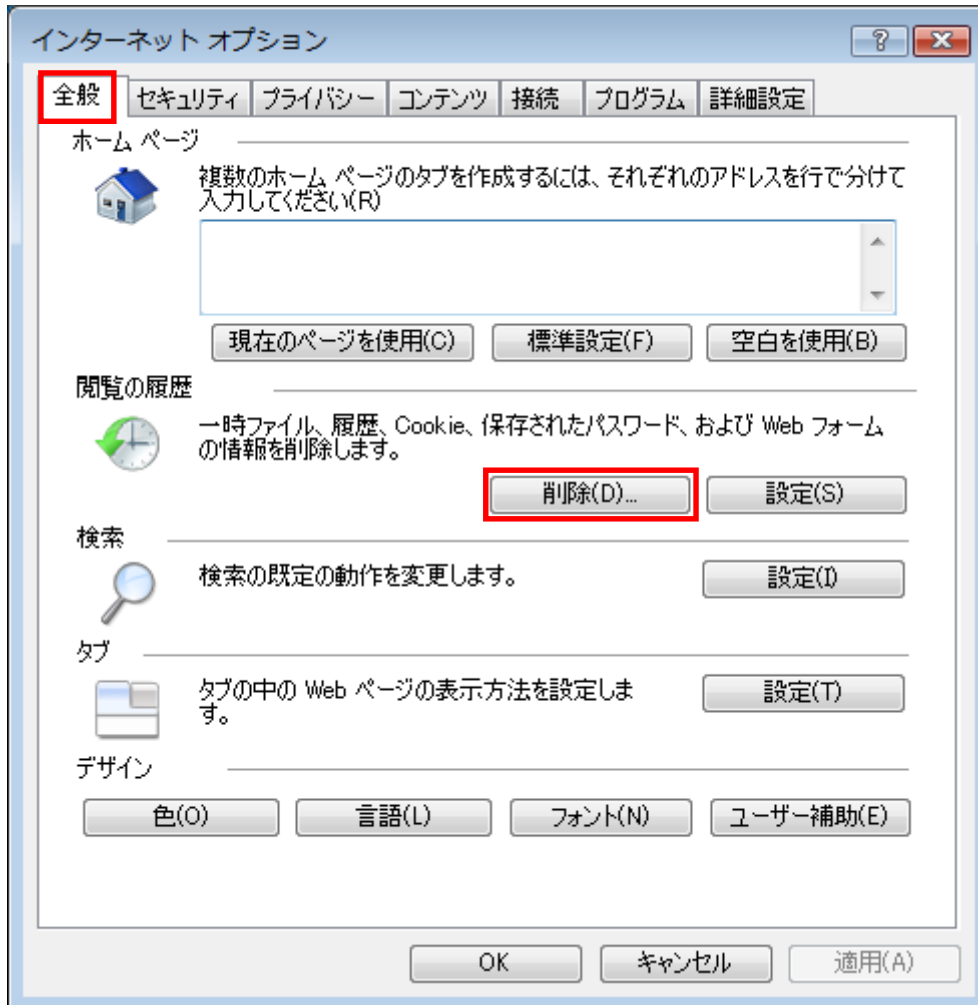 インターネット オプション
全般 セキュリティ プライバシー コンテンツ 接続 プログラム 詳細設定
ホーム ページ
複数のホーム ページのタブを作成するには、それぞれのアドレスを行で分けて
入力してください(R)
現在のページを使用(C) 標準設定(F) 空白を使用(B)
閲覧の履歴
一時ファイル、履歴、Cookie、保存されたパスワード、および Web フォーム
の情報を削除します。
削除(D)... 設定(S)
検索
検索の既定の動作を変更します。 設定(I)
タブ
タブの中の Web ページの表示方法を設定しま
す。
設定(T)
デザイン
色(O) 言語(L) フォント(N) ユーザー補助(E)
OK キャンセル 適用(A)